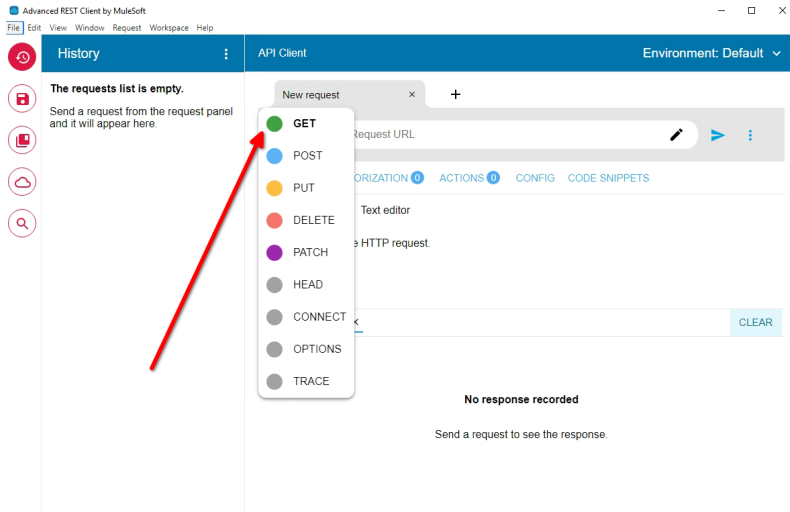 Advanced REST Client by MuleSoft
File Edit View Window Request Workspace Help
History
API Client
Environment: Default
The requests list is empty.
Send a request from the request panel
and it will appear here.
New request
GET
POST
PUT
DELETE
PATCH
HEAD
CONNECT
OPTIONS
TRACE
Request URL
ORIZATION 0 ACTIONS 0 CONFIG CODE SNIPPETS
Text editor
HTTP request.
CLEAR
No response recorded
Send a request to see the response.